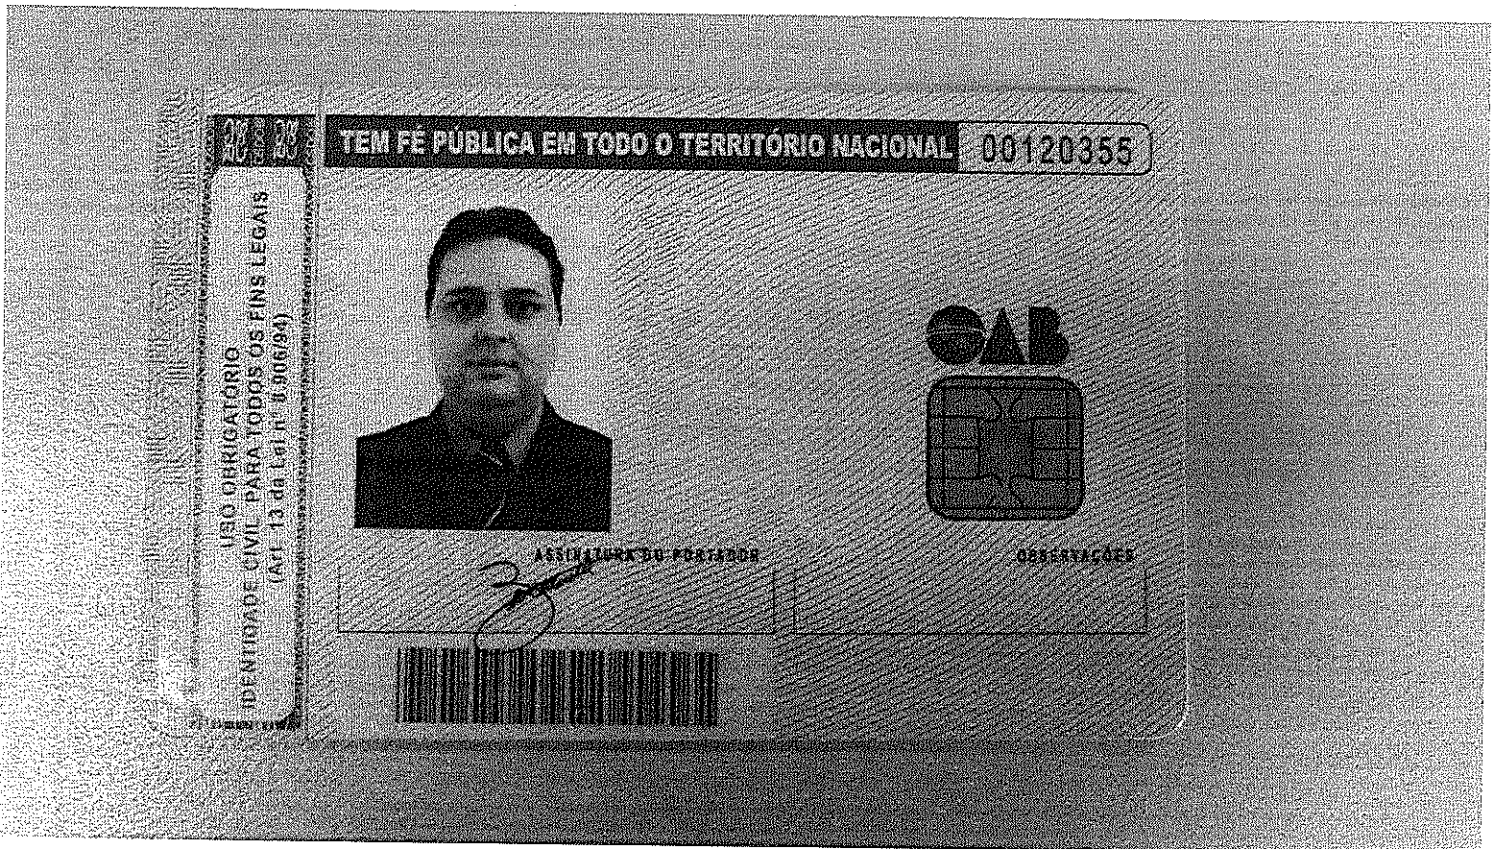 TEM FÉ PÚBLICA EM TODO O TERRITÓRIO NACIONAL 00120355
USO OBRIGATÓRIO
IDENTIDADE CIVIL PARA TODOS OS FINS LEGAIS
(Art. 13 da Lei nº 8.906/94)
OAB
ASSINATURA DO PORTADOR
OBSERVAÇÕES